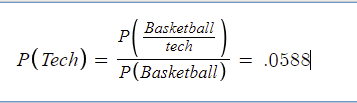 P(Tech) = P(Basketball/tech) / P(Basketball) = .0588